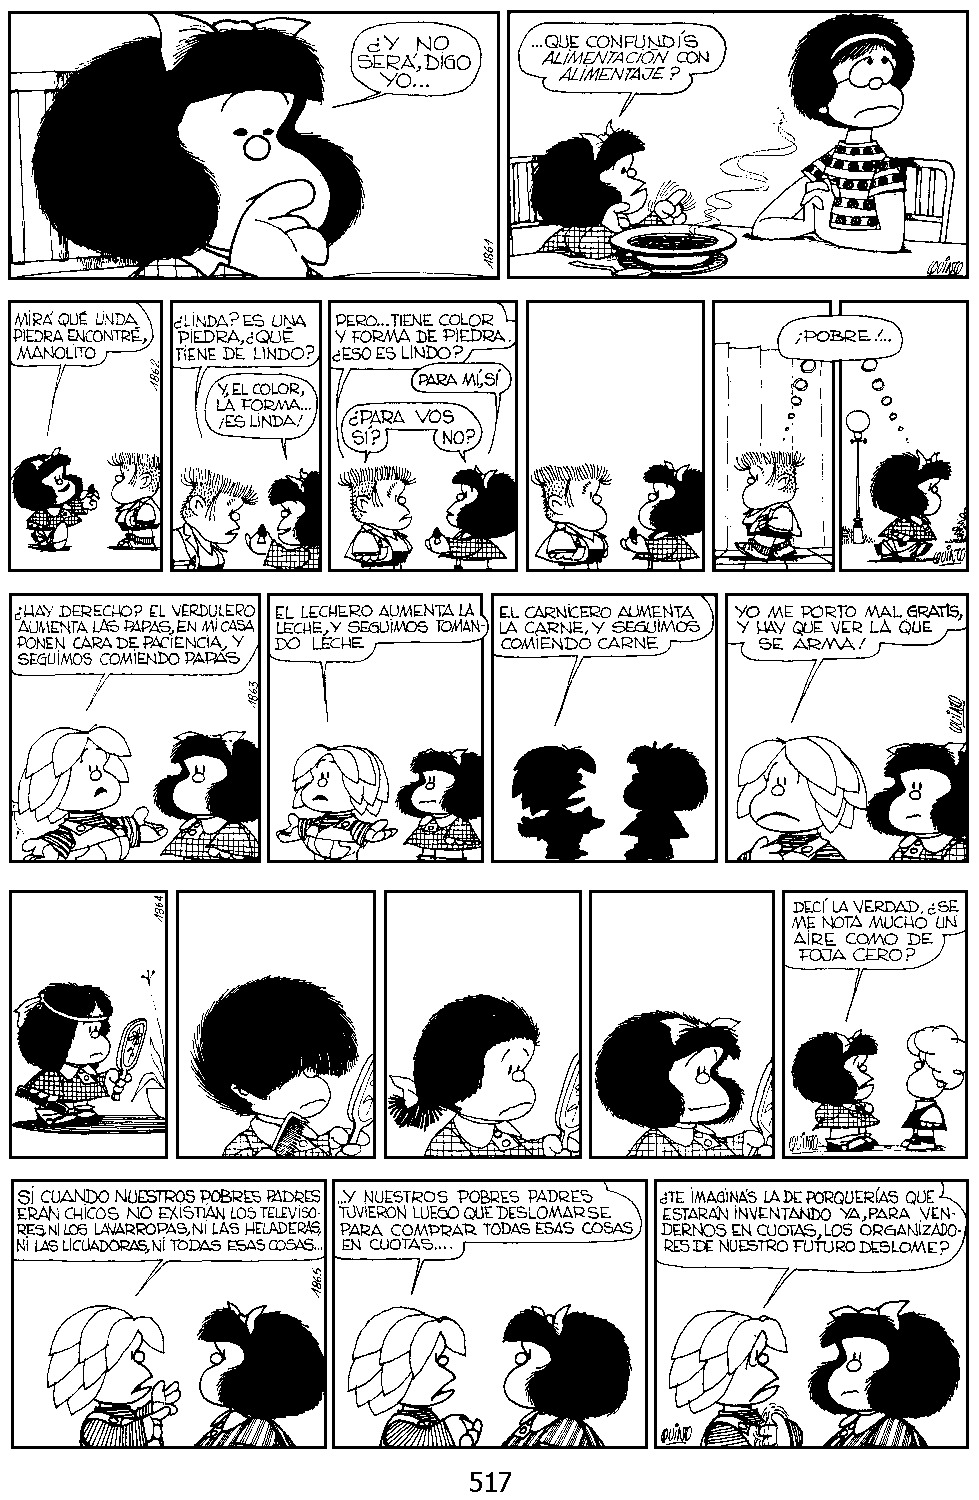 ¿Y NO
SERÁ, DIGO
YO...
1861
...QUE CONFUNDÍS
ALIMENTACIÓN CON
ALIMENTAJE?
QUINO
MIRÁ QUÉ LINDA
PIEDRA ENCONTRÉ,
MANOLITO
1862
¿LINDA? ES UNA
PIEDRA, ¿QUÉ
TIENE DE LINDO?
Y, EL COLOR,
LA FORMA...
¡ES LINDA!
PERO...TIENE COLOR
Y FORMA DE PIEDRA.
¿ESO ES LINDO?
PARA MÍ, SÍ
¿PARA VOS
SÍ?
NO?
¡POBRE!...
QUINO
¿HAY DERECHO? EL VERDULERO
AUMENTA LAS PAPAS, EN MI CASA
PONEN CARA DE PACIENCIA, Y
SEGUIMOS COMIENDO PAPAS
1863
EL LECHERO AUMENTA LA
LECHE, Y SEGUIMOS TOMAN-
DO LECHE
EL CARNICERO AUMENTA
LA CARNE, Y SEGUIMOS
COMIENDO CARNE
YO ME PORTO MAL GRATIS,
Y HAY QUE VER LA QUE
SE ARMA!
QUINO
1864
DECÍ LA VERDAD, ¿SE
ME NOTA MUCHO UN
AIRE COMO DE
FOJA CERO?
QUINO
SI CUANDO NUESTROS POBRES PADRES
ERAN CHICOS NO EXISTÍAN LOS TELEVISO-
RES, NI LOS LAVARROPAS, NI LAS HELADERAS,
NI LAS LICUADORAS, NI TODAS ESAS COSAS...
1865
...Y NUESTROS POBRES PADRES
TUVIERON LUEGO QUE DESLOMARSE
PARA COMPRAR TODAS ESAS COSAS
EN CUOTAS....
¿TE IMAGINÁS LA DE PORQUERÍAS QUE
ESTARÁN INVENTANDO YA, PARA VEN-
DERNOS EN CUOTAS, LOS ORGANIZADO-
RES DE NUESTRO FUTURO DESLOME?
QUINO
517